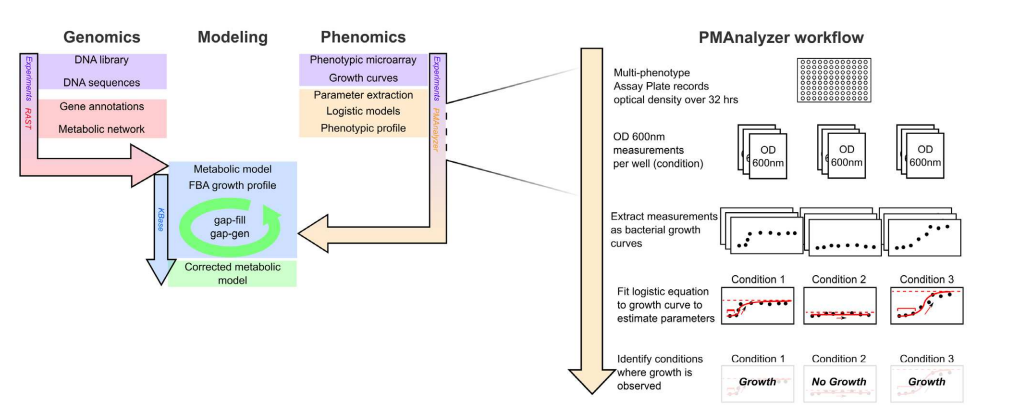 Genomics
Modeling
Phenomics
PMAnalyzer workflow
Experiments
RAST
DNA library
DNA sequences
Gene annotations
Metabolic network
Phenotypic microarray
Growth curves
Parameter extraction
Logistic models
Phenotypic profile
Experiments
PMAnalyzer
Metabolic model
FBA growth profile
gap-fill
gap-gen
KBase
Corrected metabolic
model
Multi-phenotype
Assay Plate records
optical density over 32 hrs
OD 600nm
measurements
per well (condition)
OD
600nm
OD
600nm
OD
600nm
Extract measurements
as bacterial growth
curves
Fit logistic equation
to growth curve to
estimate parameters
Condition 1
Condition 2
Condition 3
Identify conditions
where growth is
observed
Condition 1
Condition 2
Condition 3
Growth
No Growth
Growth